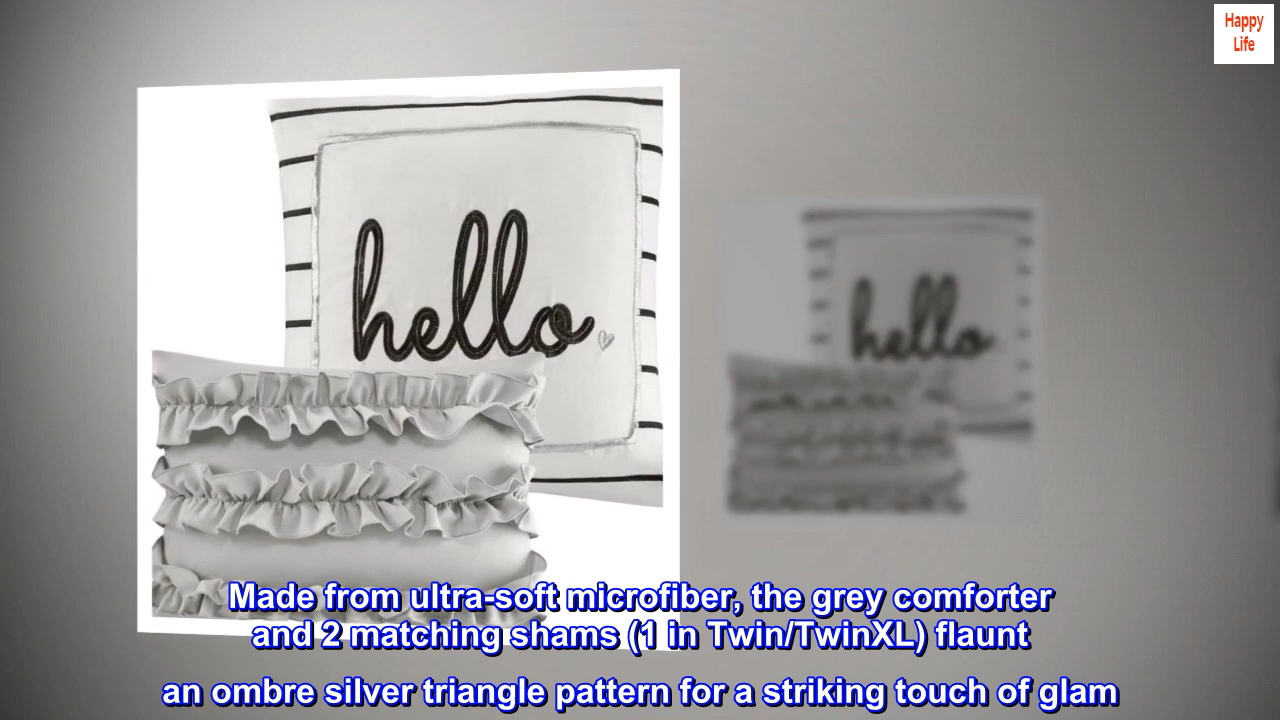 Happy
Life
hello
hello
Made from ultra-soft microfiber, the grey comforter
and 2 matching shams (1 in Twin/TwinXL) flaunt
an ombre silver triangle pattern for a striking touch of glam